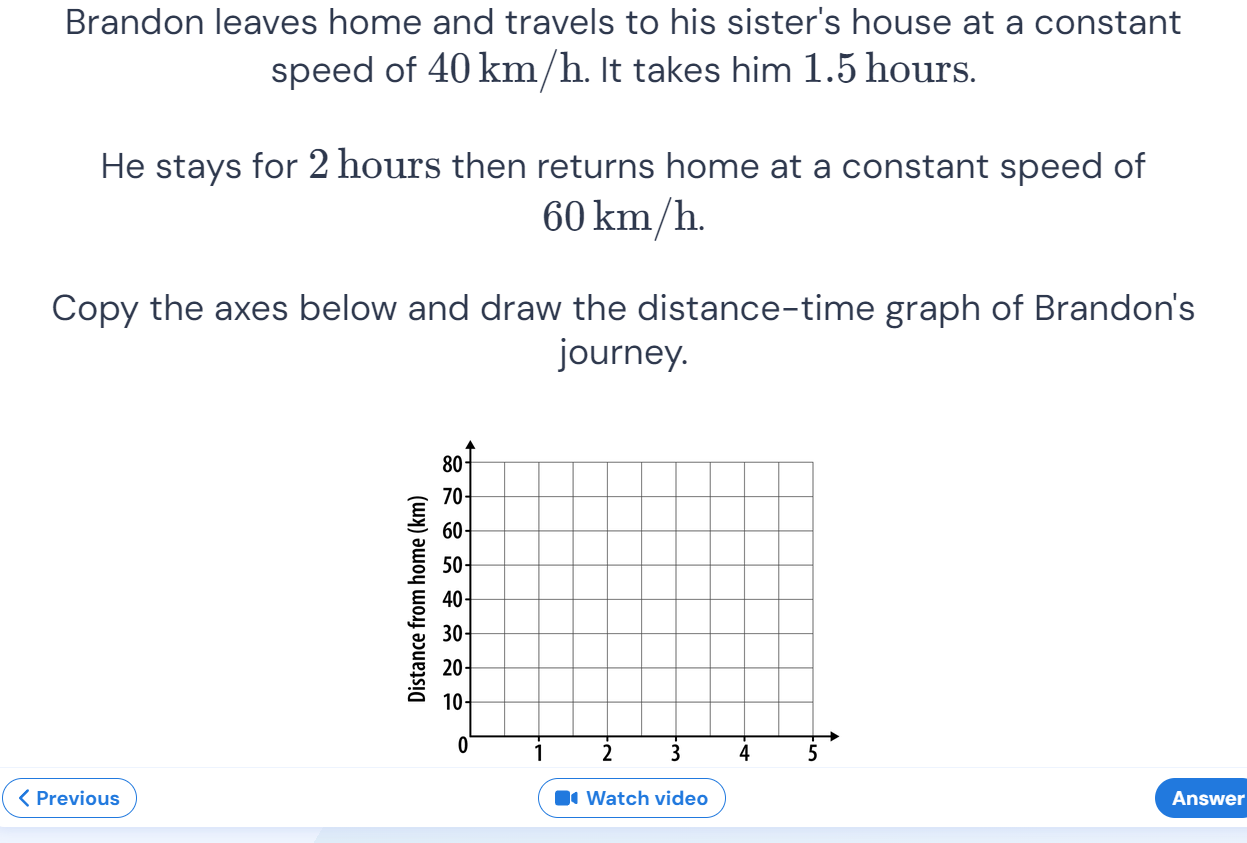 Brandon leaves home and travels to his sister's house at a constant
speed of 40 km/h. It takes him 1.5 hours.
He stays for 2 hours then returns home at a constant speed of
60 km/h.
Copy the axes below and draw the distance-time graph of Brandon's
journey.
Distance from home (km)
80
70
60
50
40
30
20
10
0
1 2 3 4 5
Previous
Watch video
Answer